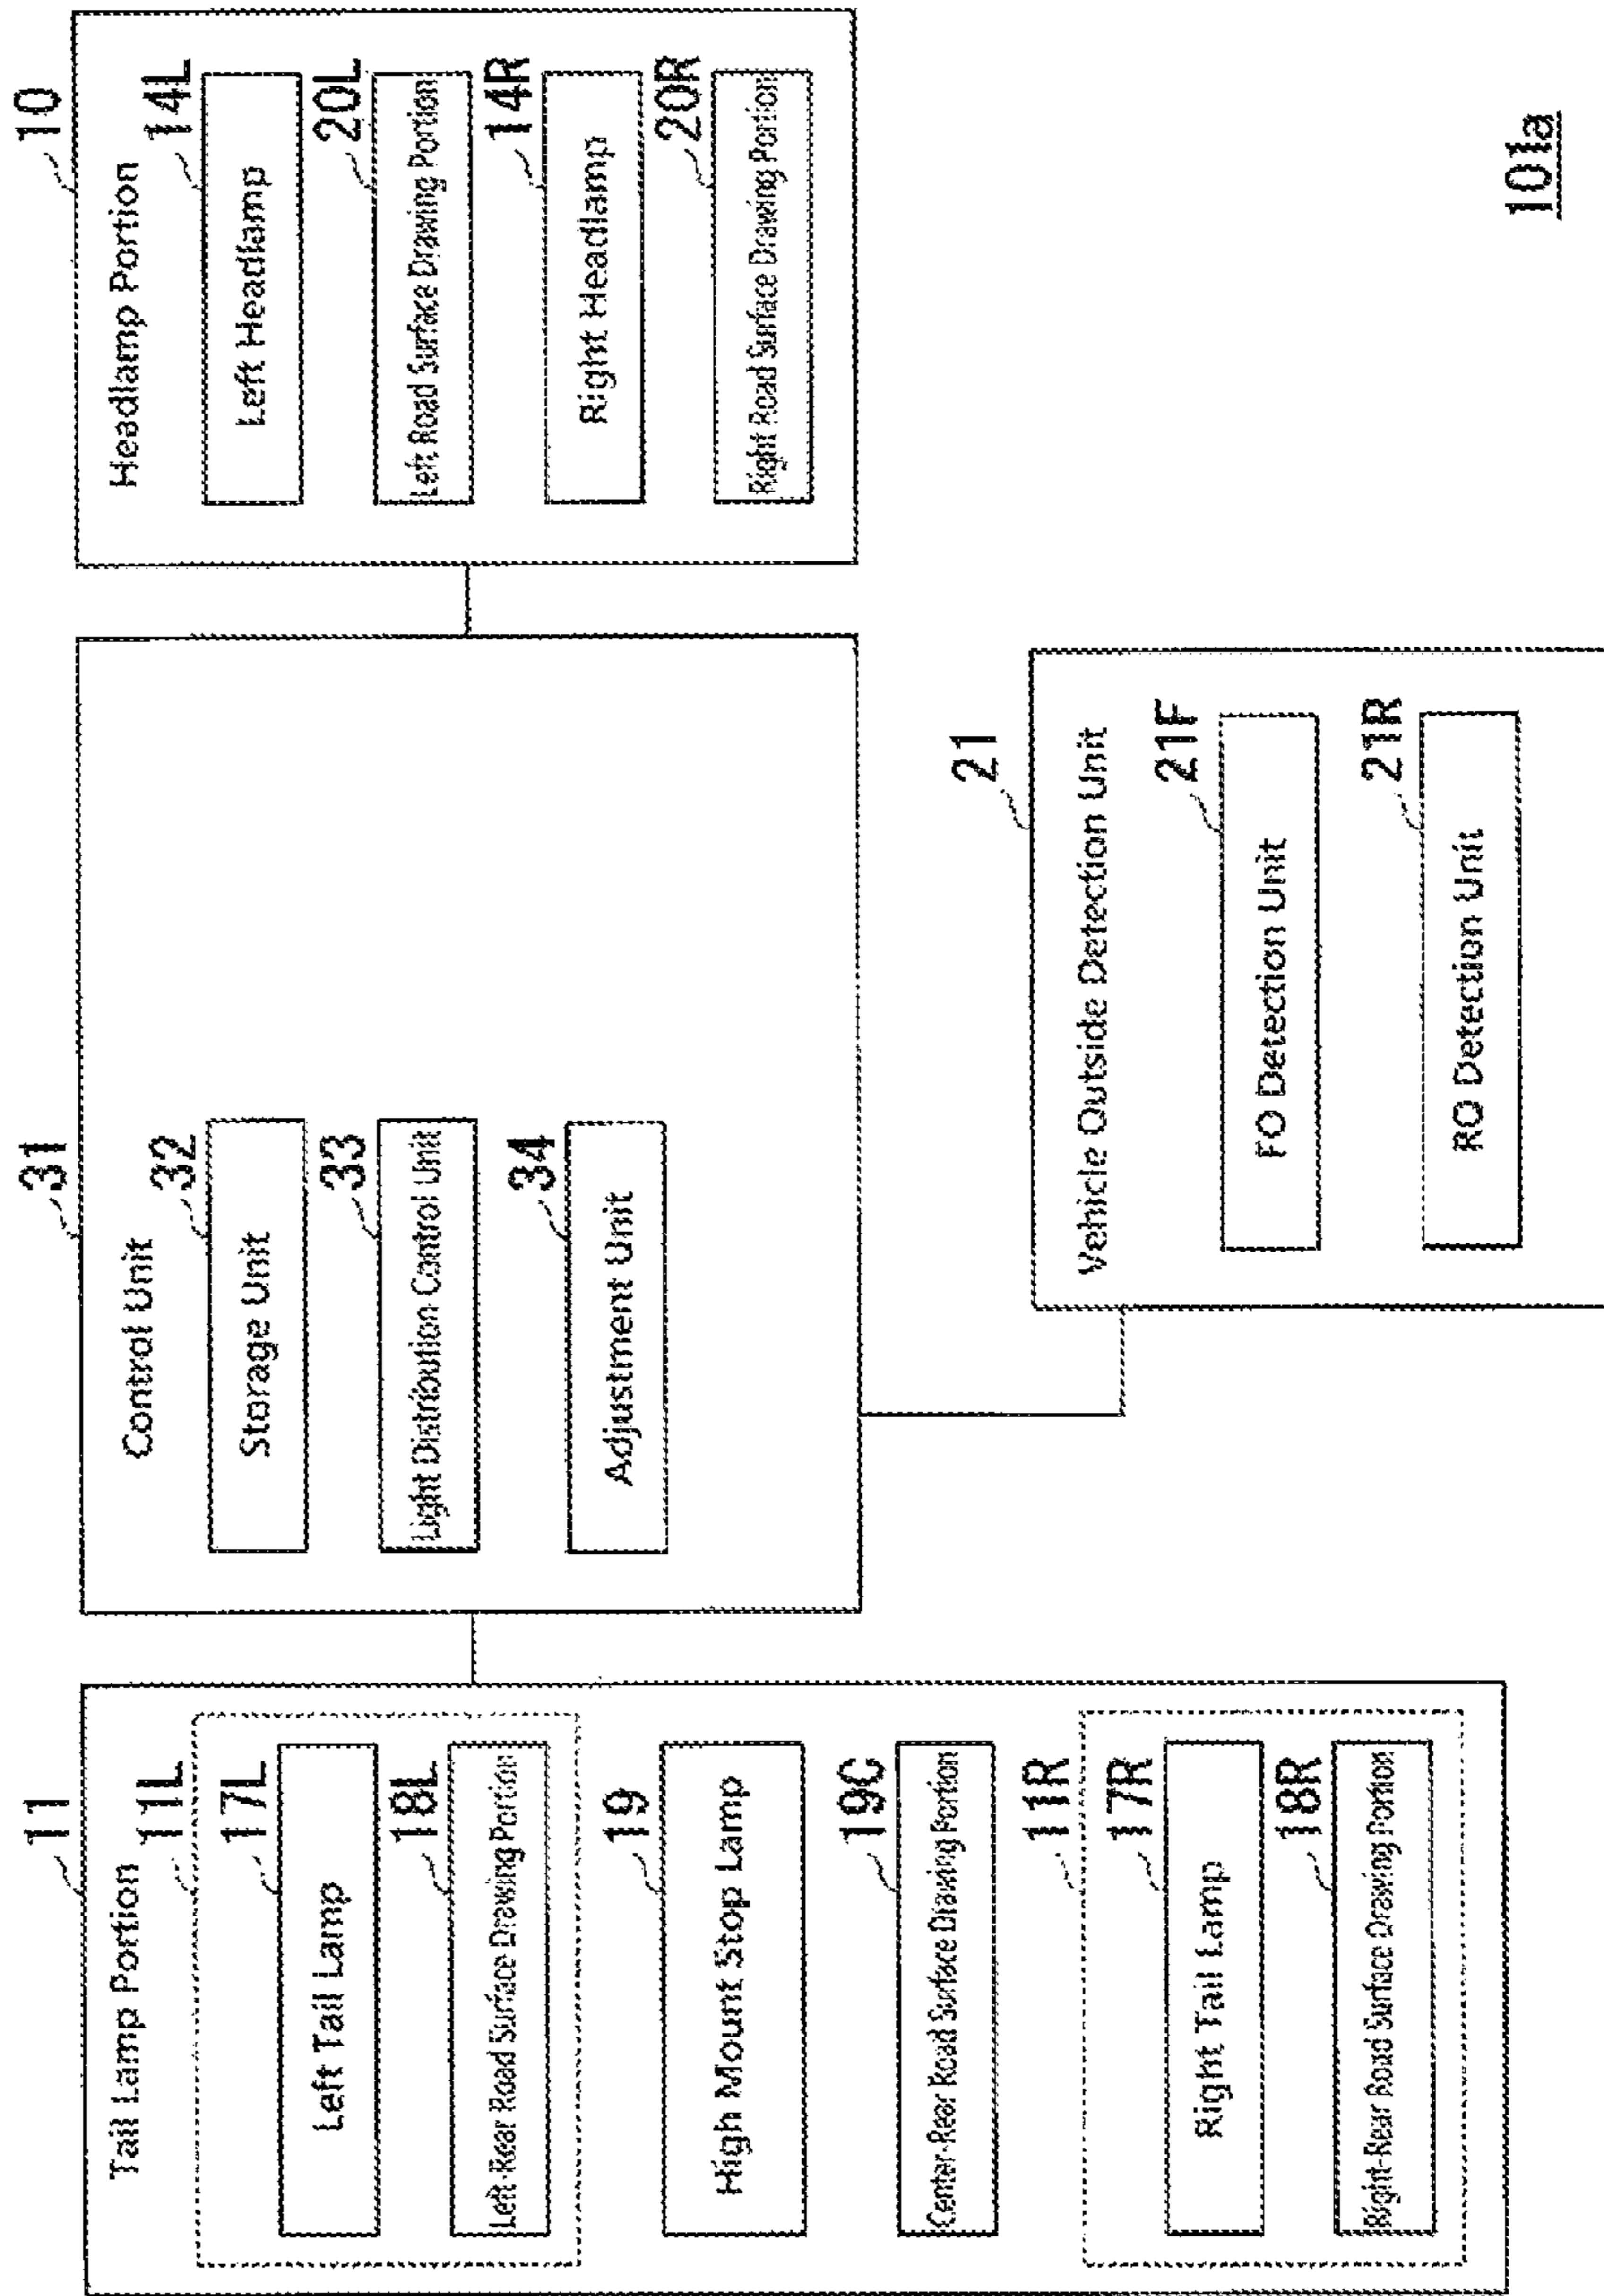 11
Tail Lamp Portion
11L
17L
Left Tail Lamp
18L
Left-Rear Road Surface Drawing Portion
19
High Mount Stop Lamp
19C
Center-Rear Road Surface Drawing Portion
11R
17R
Right Tail Lamp
18R
Right-Rear Road Surface Drawing Portion
31
Control Unit
32
Storage Unit
33
Light Distribution Control Unit
34
Adjustment Unit
10
Headlamp Portion
14L
Left Headlamp
20L
Left Road Surface Drawing Portion
14R
Right Headlamp
20R
Right Road Surface Drawing Portion
21
Vehicle Outside Detection Unit
21F
FO Detection Unit
21R
RO Detection Unit
101a